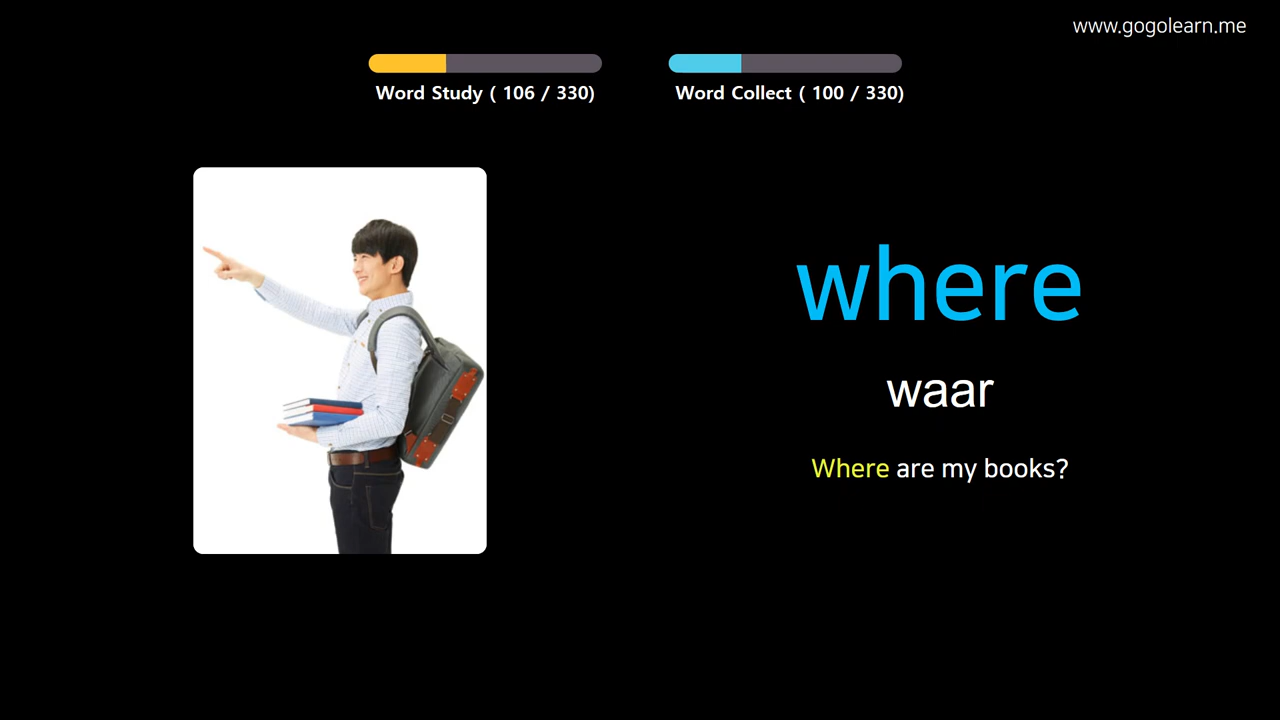 www.gogolearn.me
Word Study ( 106 / 330)
Word Collect ( 100 / 330)
where
waar
Where are my books?